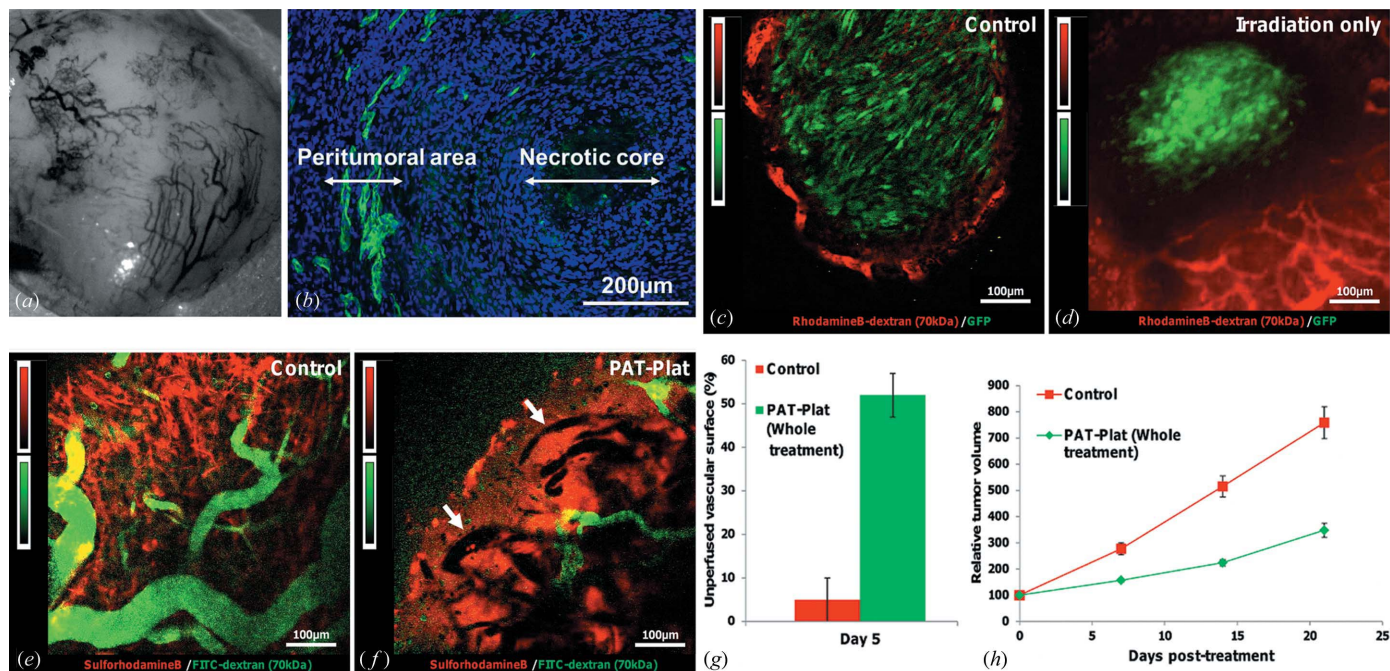 (a)
(b)
Peritumoral area
Necrotic core
200µm
Control
(c)
100µm
RhodamineB-dextran (70kDa) /GFP
Irradiation only
(d)
100µm
RhodamineB-dextran (70kDa) /GFP
Control
(e)
100µm
SulforhodamineB /FITC-dextran (70kDa)
PAT-Plat
(f)
100µm
SulforhodamineB /FITC-dextran (70kDa)
Unperfused vascular surface (%)
60
50
40
30
20
10
0
Control
PAT-Plat
(Whole
treatment)
Day 5
(g)
Relative tumor volume
900
800
700
600
500
400
300
200
100
0
Control
PAT-Plat (Whole
treatment)
0
5
10
15
20
25
Days post-treatment
(h)